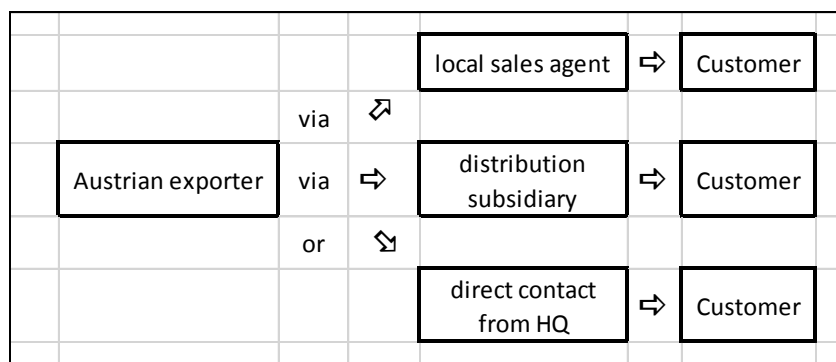 local sales agent
Customer
via
Austrian exporter
via
distribution
subsidiary
Customer
or
direct contact
from HQ
Customer